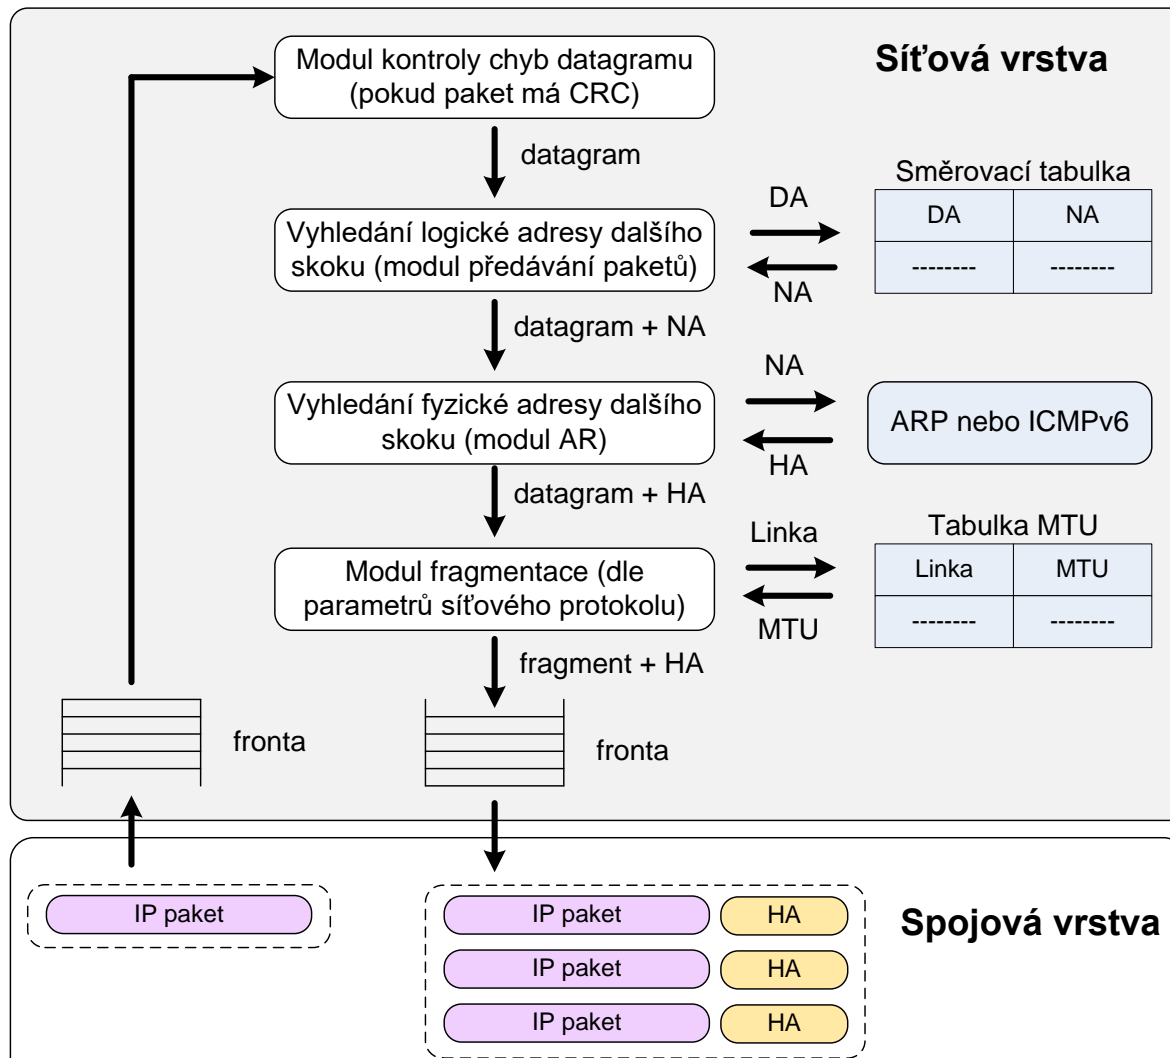 Síťová vrstva
Modul kontroly chyb datagramu
(pokud paket má CRC)
datagram
Směrovací tabulka
DA
DA
NA
Vyhledání logické adresy dalšího
skoku (modul předávání paketů)
--------
--------
NA
datagram + NA
NA
Vyhledání fyzické adresy dalšího
skoku (modul AR)
ARP nebo ICMPv6
HA
datagram + HA
Tabulka MTU
Linka
Linka
MTU
Modul fragmentace (dle
parametrů síťového protokolu)
--------
--------
MTU
fragment + HA
fronta
fronta
IP paket
IP paket
HA
Spojová vrstva
IP paket
HA
IP paket
HA